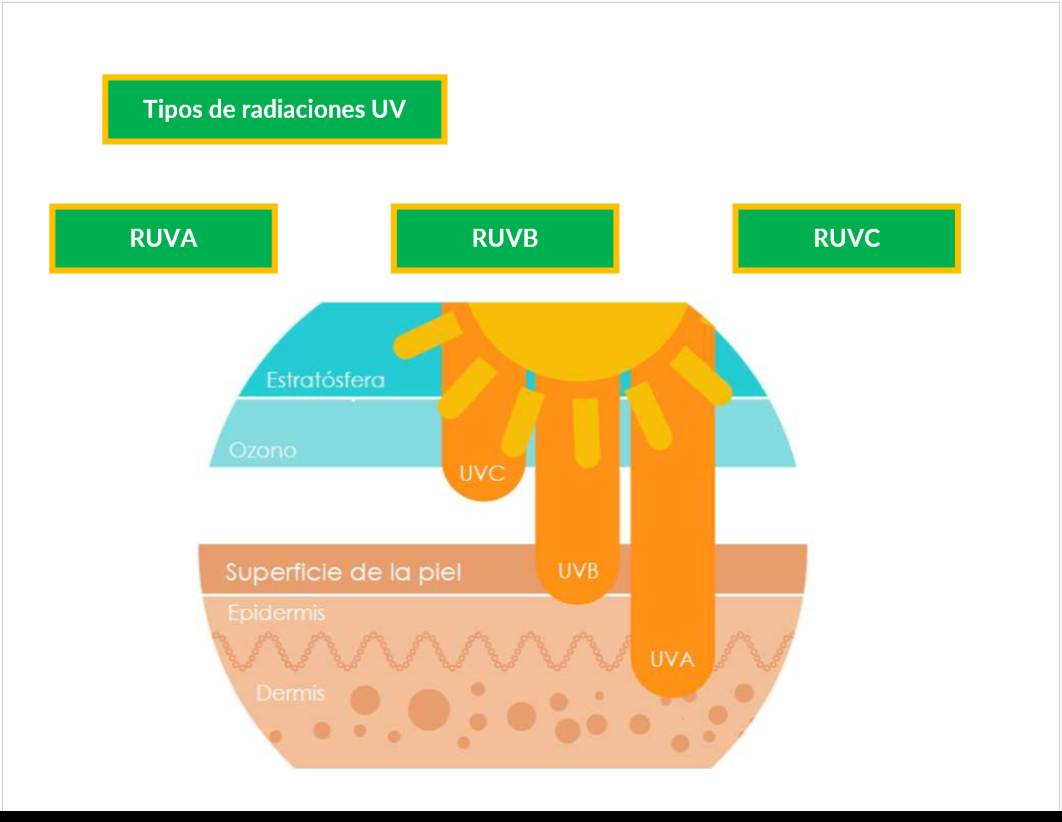 Tipos de radiaciones UV
RUVA
RUVB
RUVC
Estratósfera
Ozono
UVC
Superficie de la piel
UVB
Epidermis
UVA
Dermis